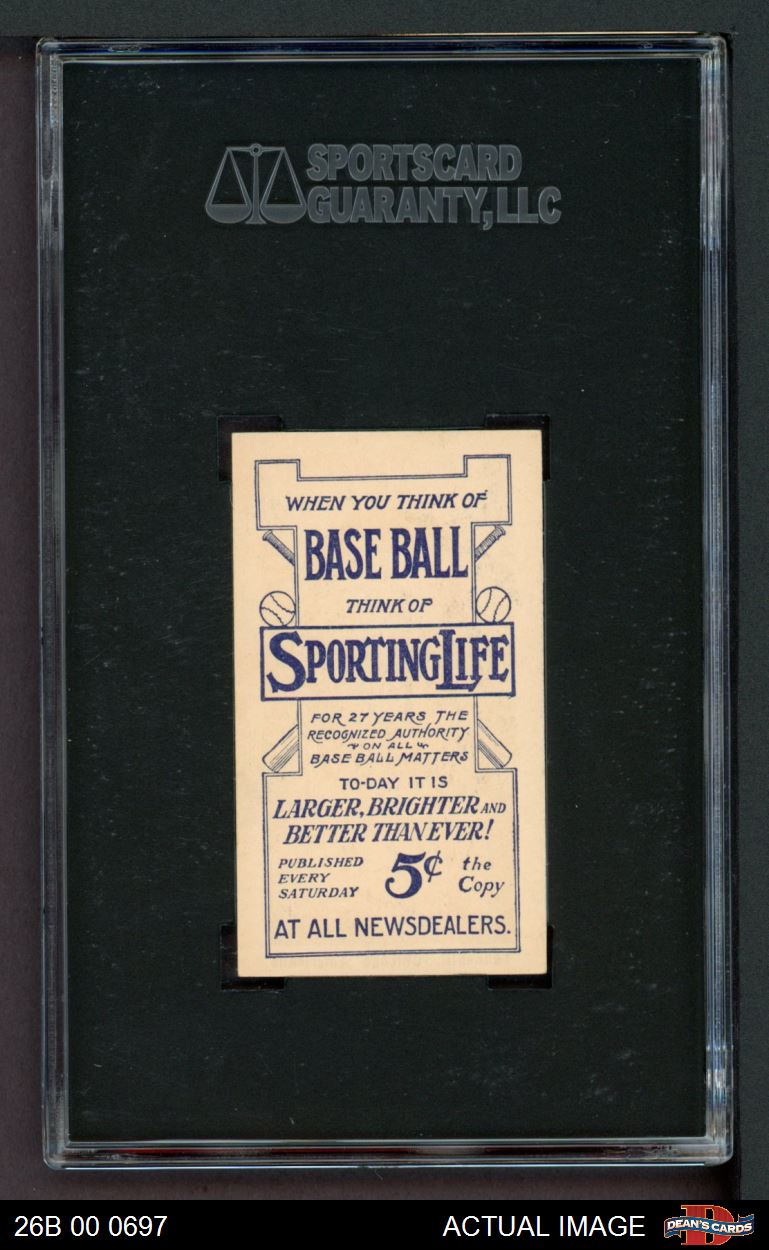 SPORTSCARD
GUARANTY, LLC
WHEN YOU THINK OF
BASE BALL
THINK OF
SPORTING LIFE
FOR 27 YEARS THE
RECOGNIZED AUTHORITY
ON ALL
BASE BALL MATTERS
TO-DAY IT IS
LARGER, BRIGHTER AND
BETTER THAN EVER!
PUBLISHED
EVERY
SATURDAY
5¢
the
Copy
AT ALL NEWSDEALERS.
26B 00 0697
ACTUAL IMAGE
DEAN'S CARDS